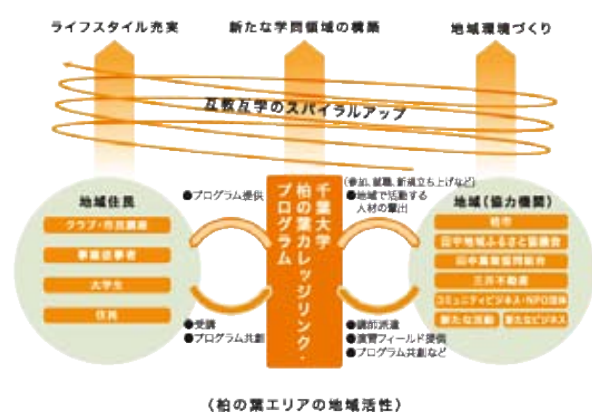 ライフスタイル充実
新たな学問領域の構築
地域環境づくり
互教互学のスパイラルアップ
地域住民
クラブ・市民講座
事業従事者
大学生
住民
●プログラム提供
●受講
●プログラム共創
千葉大学
柏の葉カレッジリンク・
プログラム
(参加、就職、新規立ち上げなど)
●地域で活動する
人材の輩出
●講師派遣
●演習フィールド提供
●プログラム共創など
地域(協力機関)
柏市
田中地域ふるさと協議会
田中農業協同組合
三井不動産
コミュニティビジネス・NPO団体
新たな活動
新たなビジネス
(柏の葉エリアの地域活性)